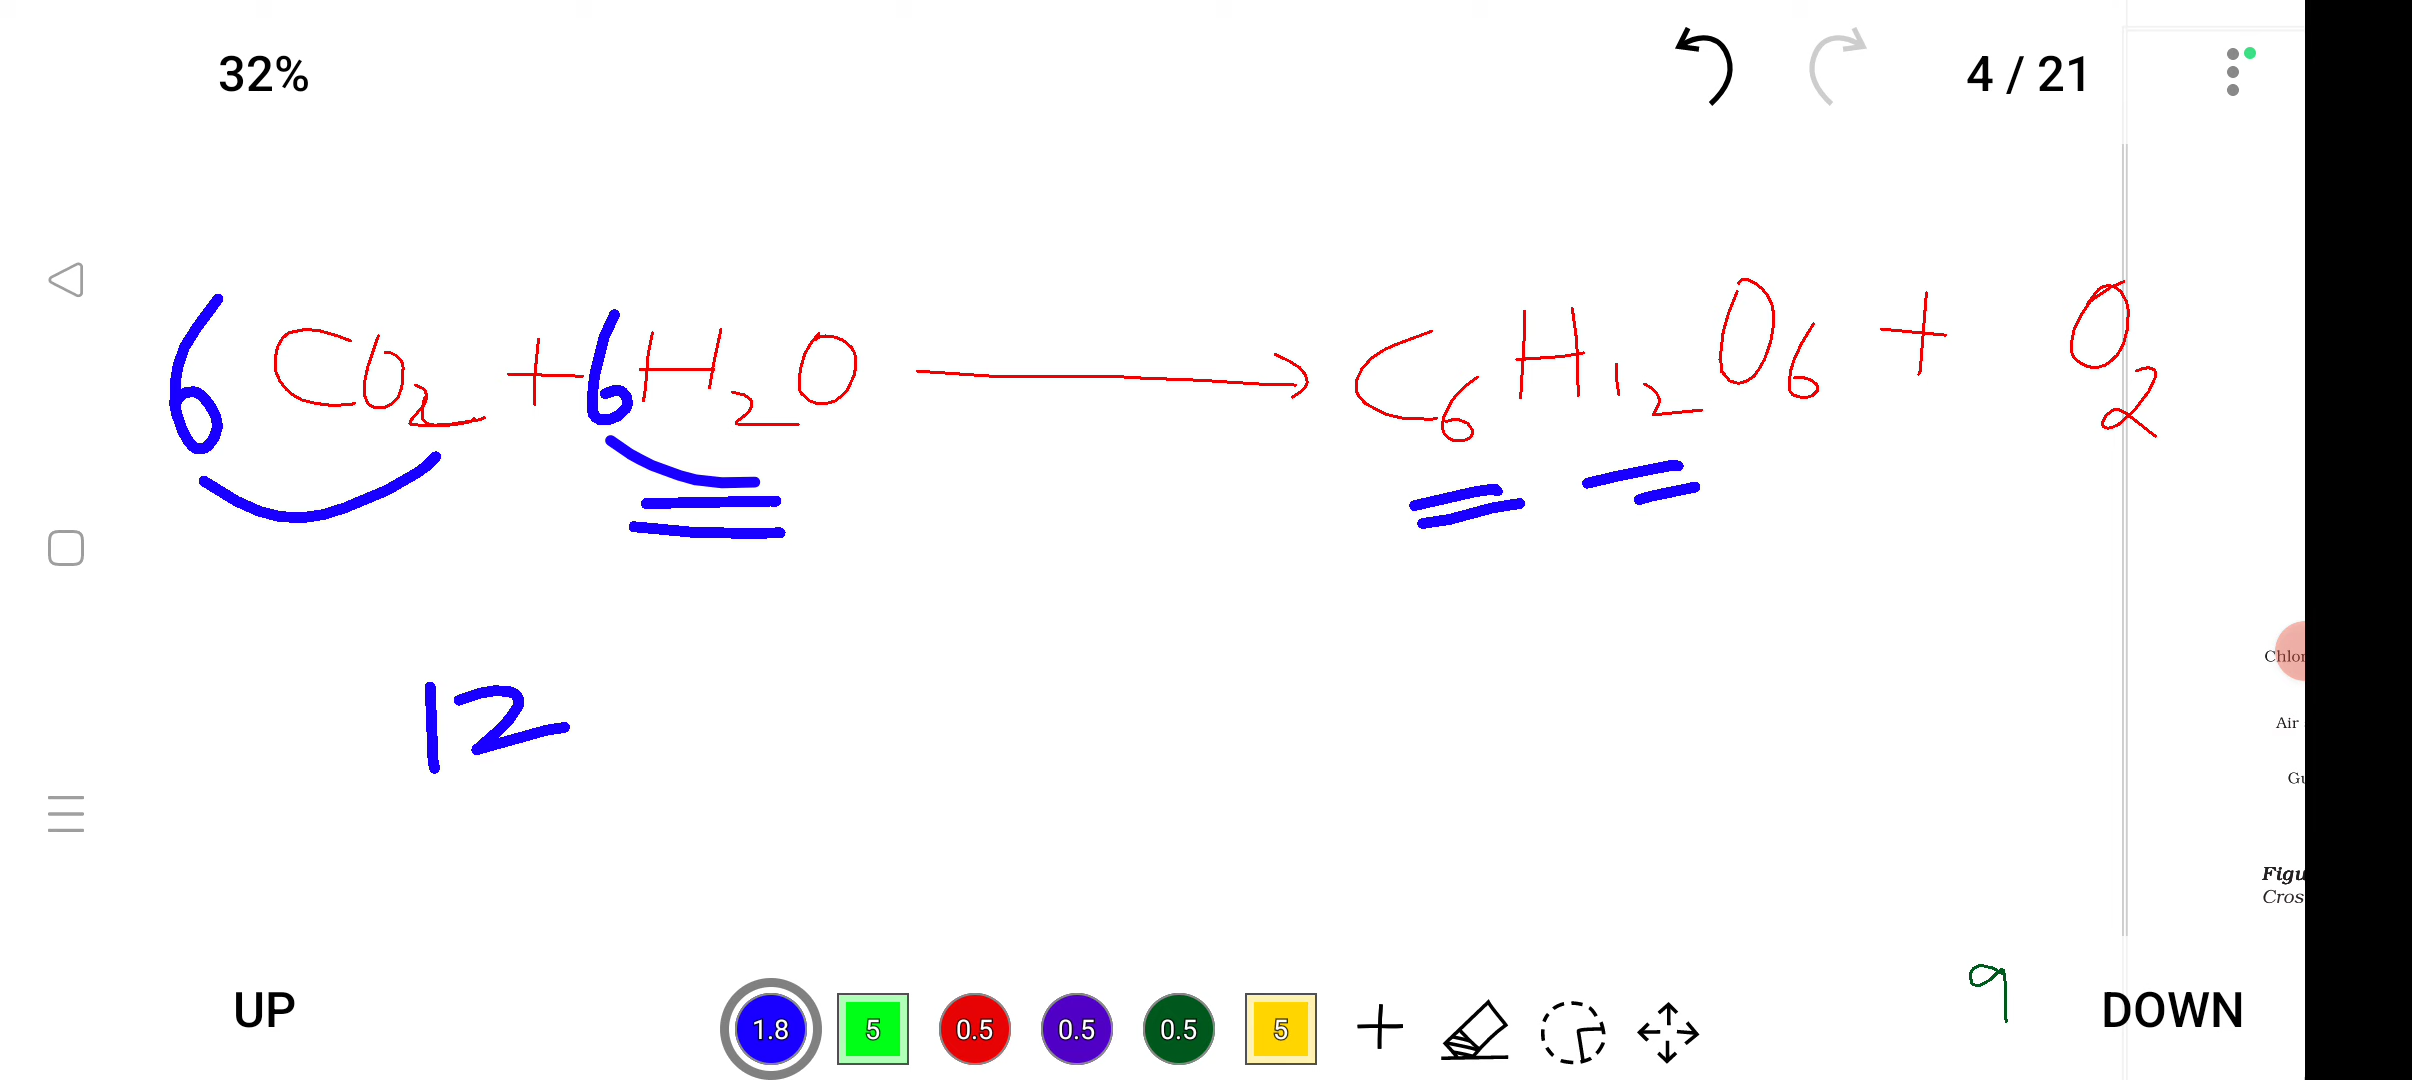 32%
4 / 21
6CO2 + 6H2O → C6H12O6 + O2
12
Air
Figu
Cros
9
UP
1.8 5 0.5 0.5 0.5 5
DOWN